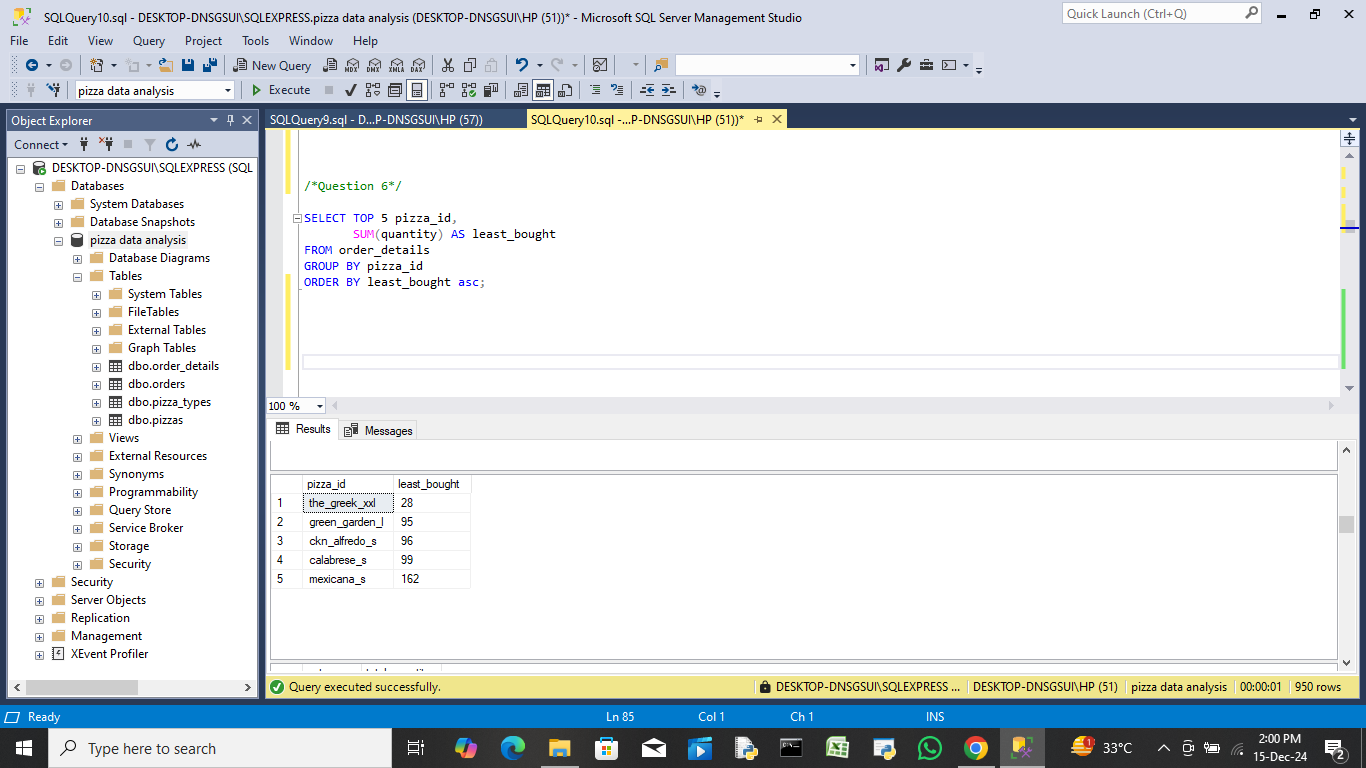 SQLQuery10.sql - DESKTOP-DNSGSUI\SQLEXPRESS.pizza data analysis (DESKTOP-DNSGSUI\HP (51))* - Microsoft SQL Server Management Studio
Quick Launch (Ctrl+Q)
File Edit View Query Project Tools Window Help
New Query
MDX DMX XMLA DAX
pizza data analysis
Execute
Object Explorer
SQLQuery9.sql - D...P-DNSGSUI\HP (57))
SQLQuery10.sql -...P-DNSGSUI\HP (51))*
Connect
DESKTOP-DNSGSUI\SQLEXPRESS (SQL
Databases
System Databases
Database Snapshots
pizza data analysis
Database Diagrams
Tables
System Tables
FileTables
External Tables
Graph Tables
dbo.order_details
dbo.orders
dbo.pizza_types
dbo.pizzas
Views
External Resources
Synonyms
Programmability
Query Store
Service Broker
Storage
Security
Security
Server Objects
Replication
Management
XEvent Profiler
/*Question 6*/
SELECT TOP 5 pizza_id,
SUM(quantity) AS least_bought
FROM order_details
GROUP BY pizza_id
ORDER BY least_bought asc;
100 %
Results Messages
pizza_id least_bought
1 the_greek_xxl 28
2 green_garden_l 95
3 ckn_alfredo_s 96
4 calabrese_s 99
5 mexicana_s 162
Query executed successfully.
DESKTOP-DNSGSUI\SQLEXPRESS ... DESKTOP-DNSGSUI\HP (51) pizza data analysis 00:00:01 950 rows
Ready Ln 85 Col 1 Ch 1 INS
Type here to search
33°C
2:00 PM
15-Dec-24
2